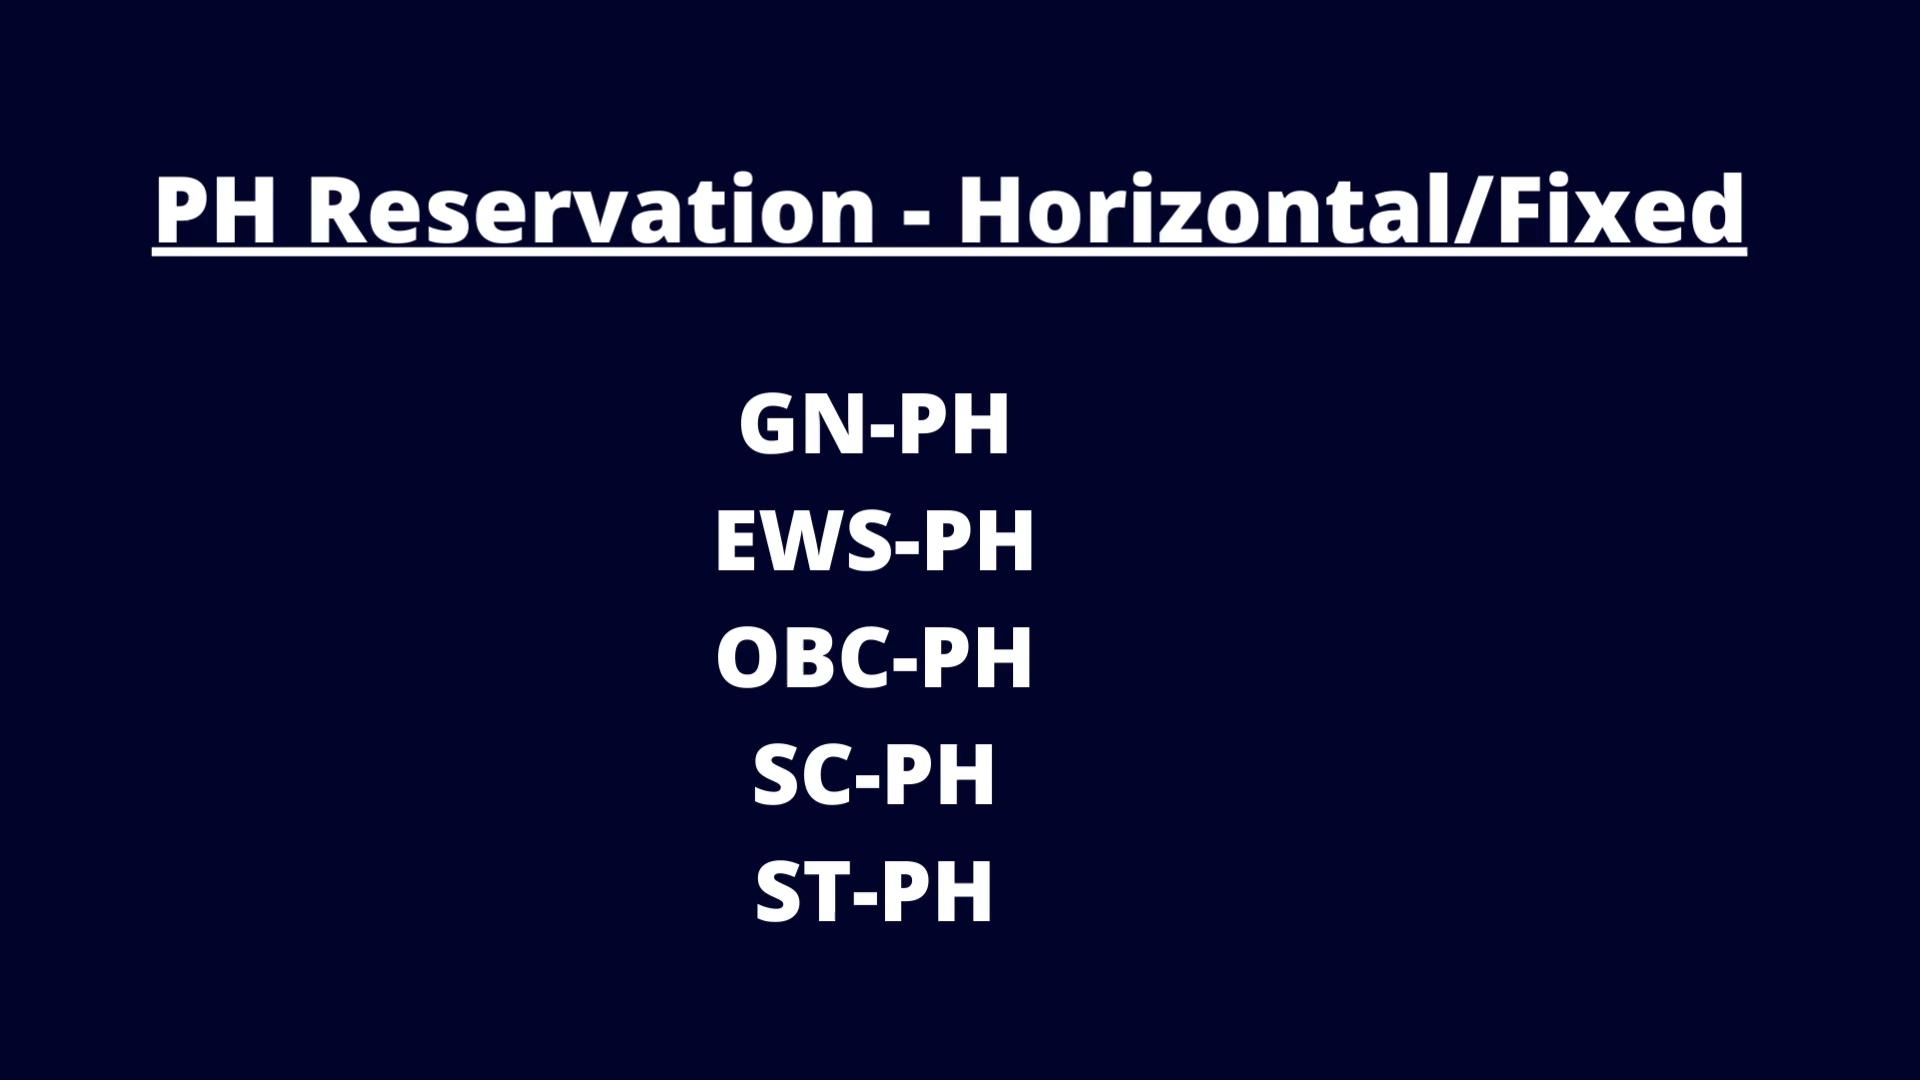 PH Reservation - Horizontal/Fixed
GN-PH
EWS-PH
OBC-PH
SC-PH
ST-PH